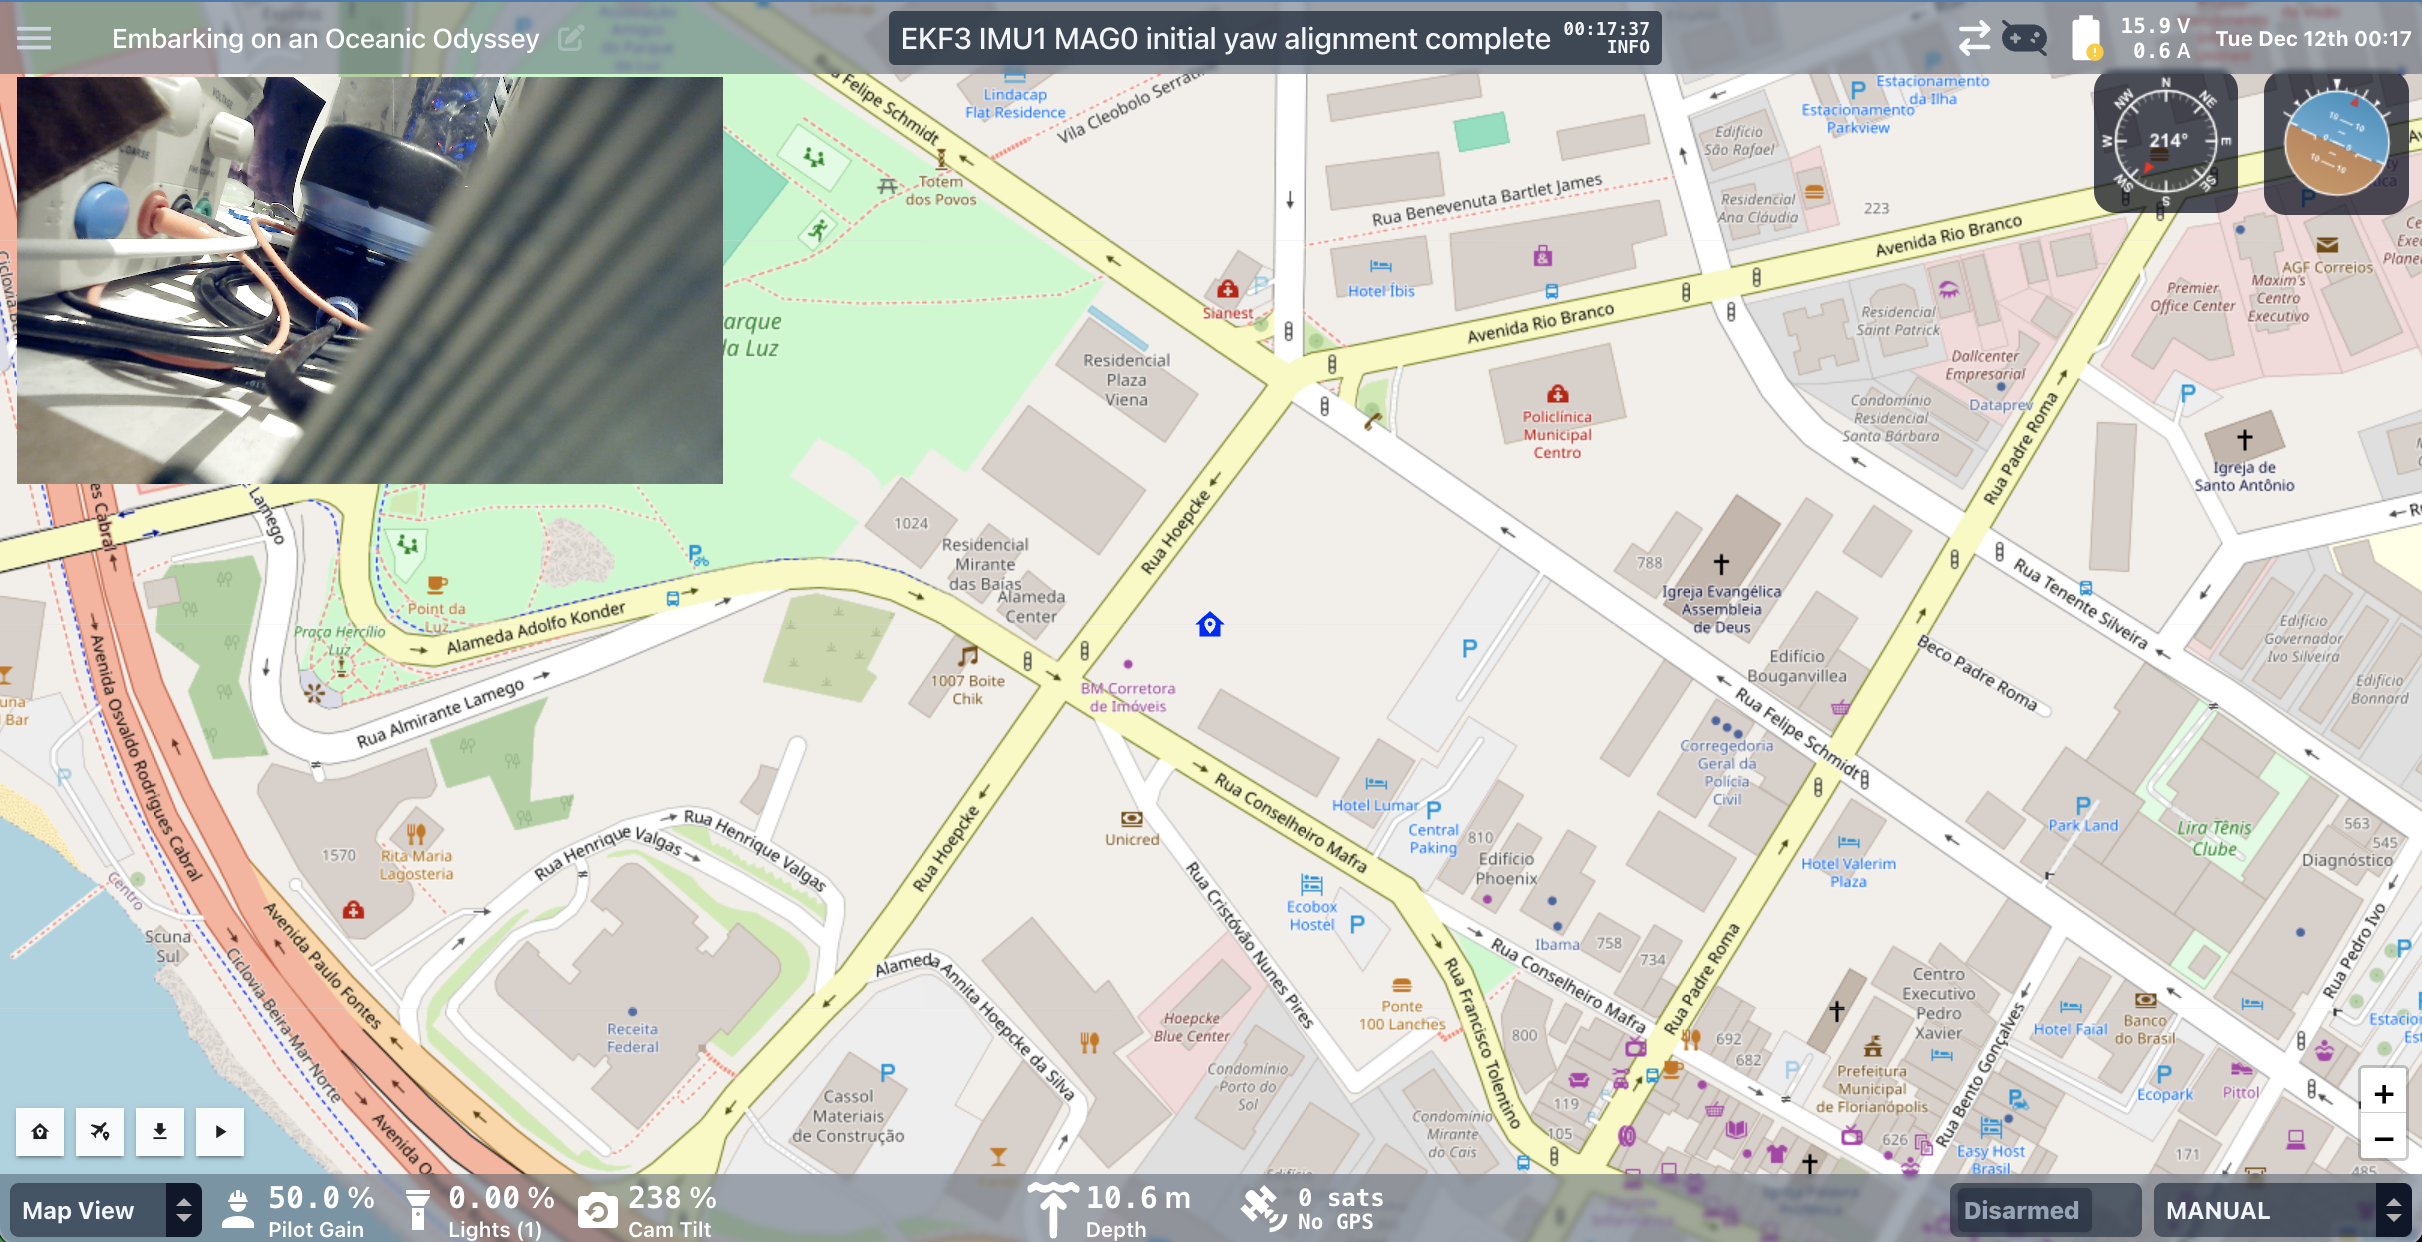 Embarking on an Oceanic Odyssey
EKF3 IMU1 MAG0 initial yaw alignment complete
00:17:37
INFO
15.9 V
0.6 A
Tue Dec 12th 00:17
N
NE
E
SE
S
SW
W
NW
214°
VOLTAGE
COARSE
Rua Felipe Schmidt
Lindacap
Flat Residence
Vila Cleobolo Serrat
Totem
dos Povos
Estacionamento
da Ilha
Estacionamento
Parkview
Edifício
São Rafael
Rua Benevenuta Bartlet James
Residencial
Ana Cláudia
223
Avenida Rio Branco
Hotel Íbis
Sianest
AGF Correios
Premier
Office Center
Maxim's
Centro
Executivo
Residencial
Saint Patrick
Avenida Rio Branco
Dallcenter
Empresarial
Dataprev
arque
la Luz
Residencial
Plaza
Viena
Policlínica
Municipal
Centro
Condomínio
Residencial
Santa Bárbara
Rua Padre Roma
Igreja de
Santo Antônio
Lamego
es Cabral
1024
Residencial
Mirante
das Baías
Alameda
Center
Rua Hoepcke
788
Igreja Evangélica
Assembleia
de Deus
Rua Tenente Silveira
Edifício
Governador
Ivo Silveira
Edifício
Bonnard
Beco Padre Roma
Point da
Luz
Praça Hercílio
Luz
Alameda Adolfo Konder
Rua Almirante Lamego
1007 Boite
Chik
BM Corretora
de Imóveis
Edifício
Bouganvillea
Rua Felipe Schmidt
Corregedoria
Geral da
Polícia
Civil
una
Bar
Avenida Osvaldo Rodrigues Cabral
Rua Conselheiro Mafra
Hotel Lumar
Central
Paking
Unicred
Rua Henrique Valgas
Rua Henrique Valgas
Rua Hoepcke
1570
Rita Maria
Lagosteria
810
Edifício
Phoenix
Hotel Valerim
Plaza
Park Land
Lira Tênis
Clube
563
545
Diagnóstico
Centro
Scuna
Sul
Ecobox
Hostel
Rua Cristóvão Nunes Pires
Ibama
758
734
Rua Conselheiro Mafra
Rua Padre Roma
Rua Pedro Ivo
Avenida Paulo Fontes
Ciclovia Beira-Mar Norte
Alameda Annita Hoepcke da Silva
Hoepcke
Blue Center
Ponte
100 Lanches
Rua Francisco Tolentino
800
692
682
Centro
Executivo
Pedro
Xavier
Hotel Faial
Banco
do Brasil
Receita
Federal
Condomínio
Porto do
Sol
Cassol
Materiais
de Construção
Condomínio
Mirante
do Cais
119
105
Prefeitura
Municipal
de Florianópolis
Rua Bento Gonçalves
Ecopark
Pittol
626
Easy Host
Brasil
171
485
Avenida O
+
−
Map View
50.0 %
Pilot Gain
0.00 %
Lights (1)
238 %
Cam Tilt
10.6 m
Depth
0 sats
No GPS
Disarmed
MANUAL